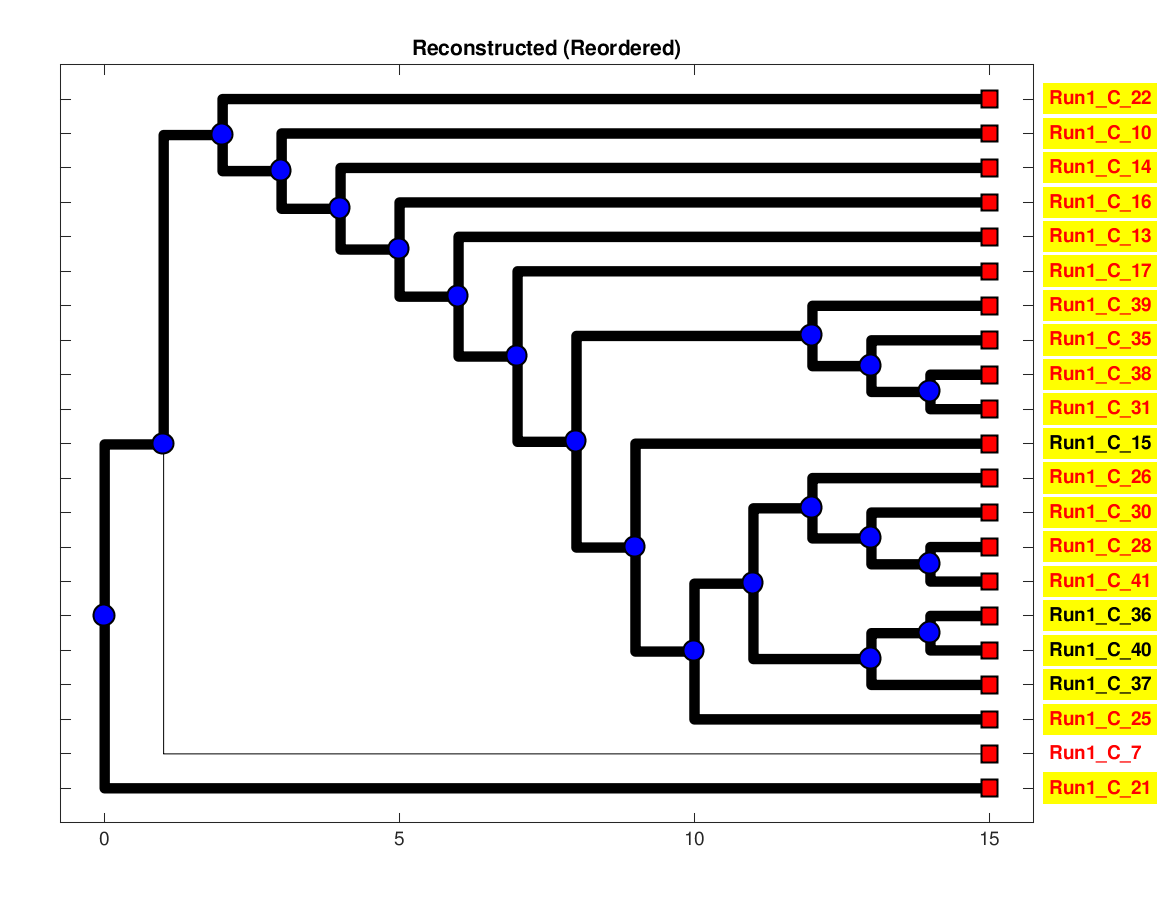 Reconstructed (Reordered)
Run1_C_22
Run1_C_10
Run1_C_14
Run1_C_16
Run1_C_13
Run1_C_17
Run1_C_39
Run1_C_35
Run1_C_38
Run1_C_31
Run1_C_15
Run1_C_26
Run1_C_30
Run1_C_28
Run1_C_41
Run1_C_36
Run1_C_40
Run1_C_37
Run1_C_25
Run1_C_7
Run1_C_21
0 5 10 15